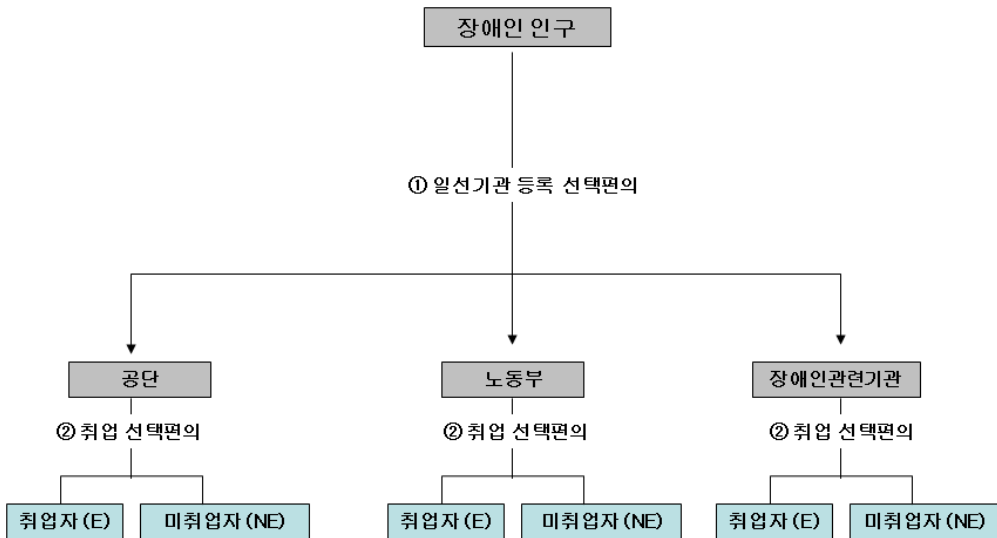 장애인 인구
① 일선기관 등록 선택편의
공단 노동부 장애인관련기관
② 취업 선택편의 ② 취업 선택편의 ② 취업 선택편의
취업자(E) 미취업자(NE) 취업자(E) 미취업자(NE) 취업자(E) 미취업자(NE)